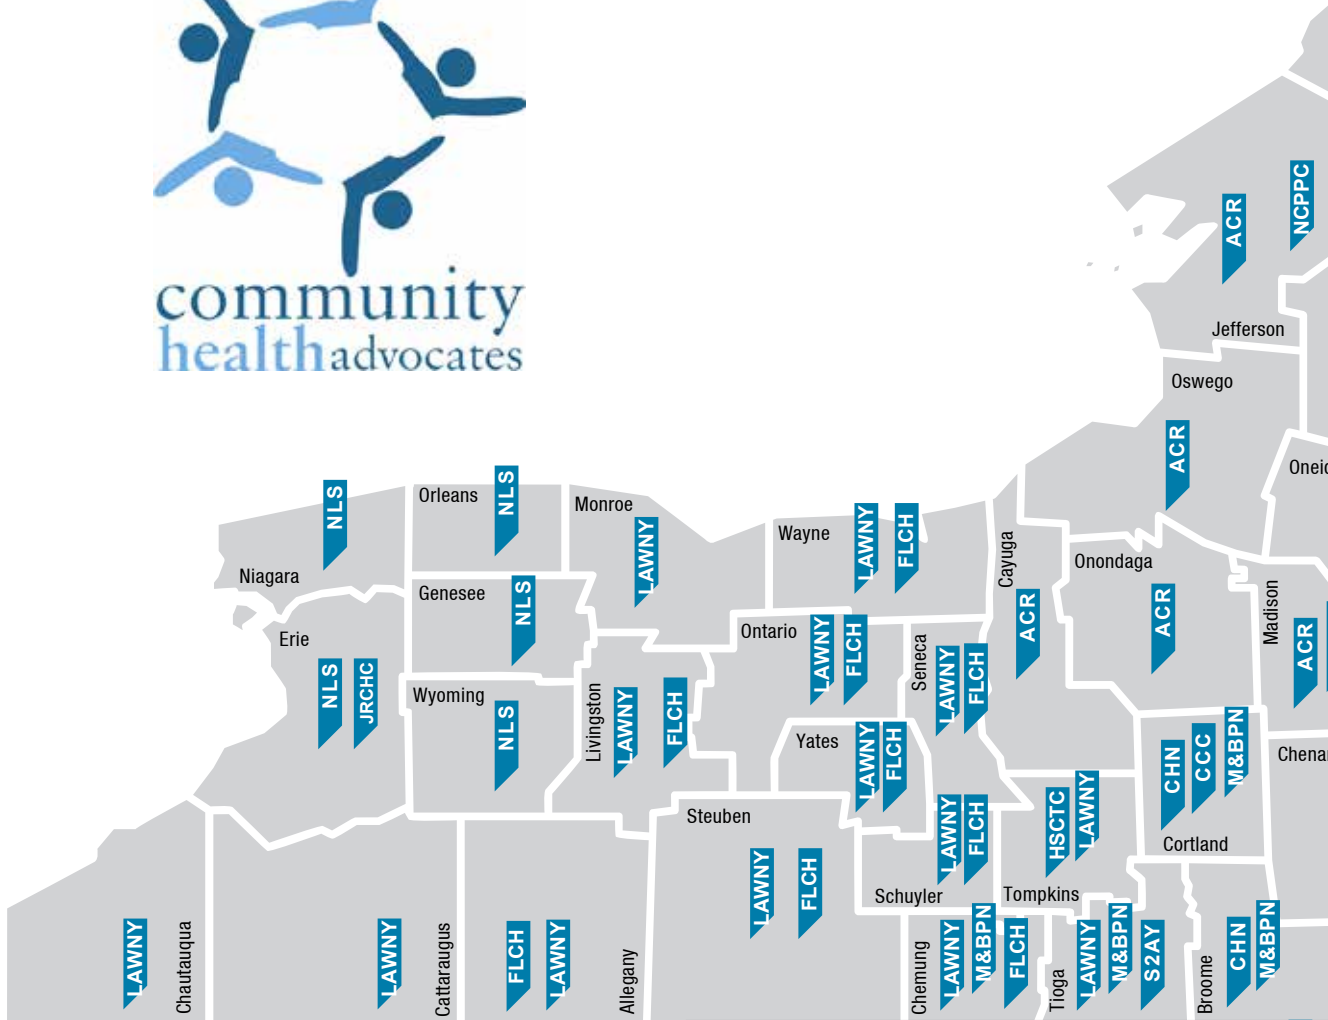 community
health advocates
NCPPC
ACR
Jefferson
Oswego
ACR
Orleans
NLS
NLS
Monroe
LAWNY
Wayne
LAWNY
FLCH
Cayuga
ACR
Onondaga
ACR
Niagara
Genesee
NLS
Madison
ACR
Erie
NLS
JRCHC
Ontario
LAWNY
FLCH
Seneca
LAWNY
FLCH
Wyoming
NLS
Livingston
LAWNY
FLCH
Yates
LAWNY
FLCH
CHN
CCC
M&BPN
Cortland
Steuben
LAWNY
FLCH
LAWNY
FLCH
Schuyler
HSCTC
LAWNY
Tompkins
LAWNY
Chautauqua
LAWNY
Cattaraugus
FLCH
LAWNY
Allegany
Chemung
LAWNY
M&BPN
FLCH
Tioga
LAWNY
M&BPN
S2AY
Broome
CHN
M&BPN